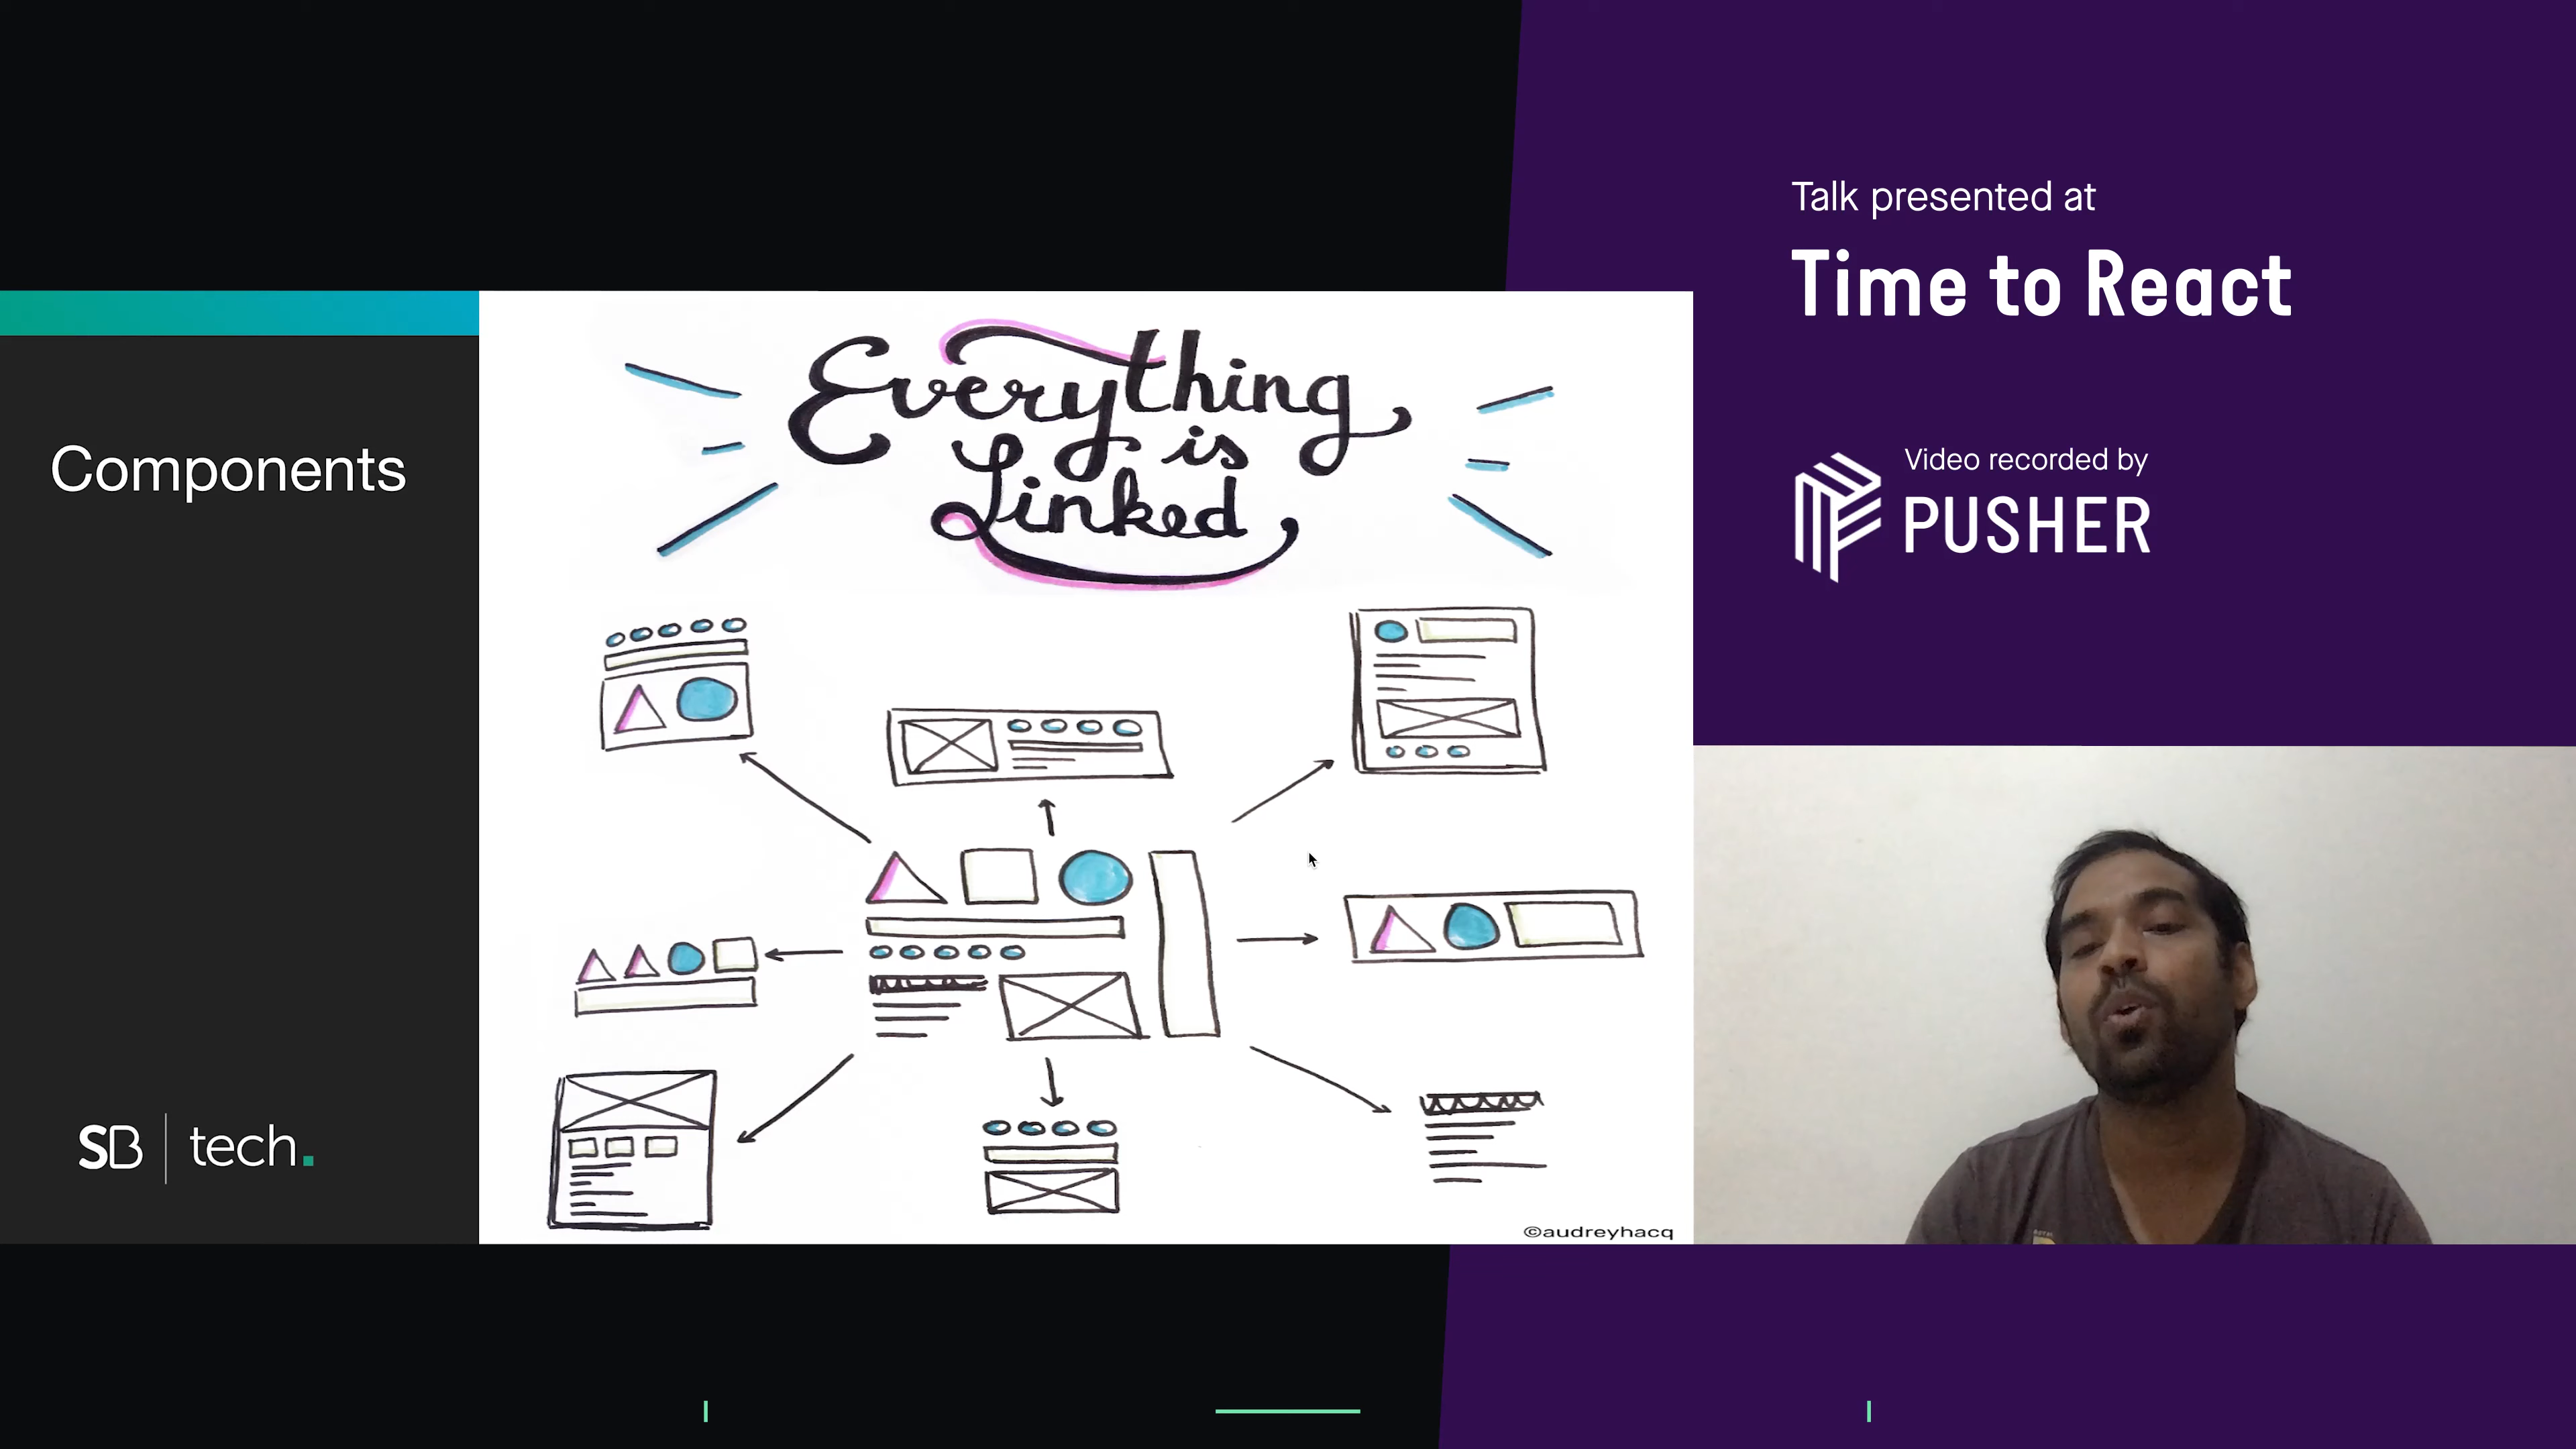 Talk presented at
Time to React
Video recorded by
PUSHER
Components
Everything
is
Linked
SB | tech.
©audreyhacq